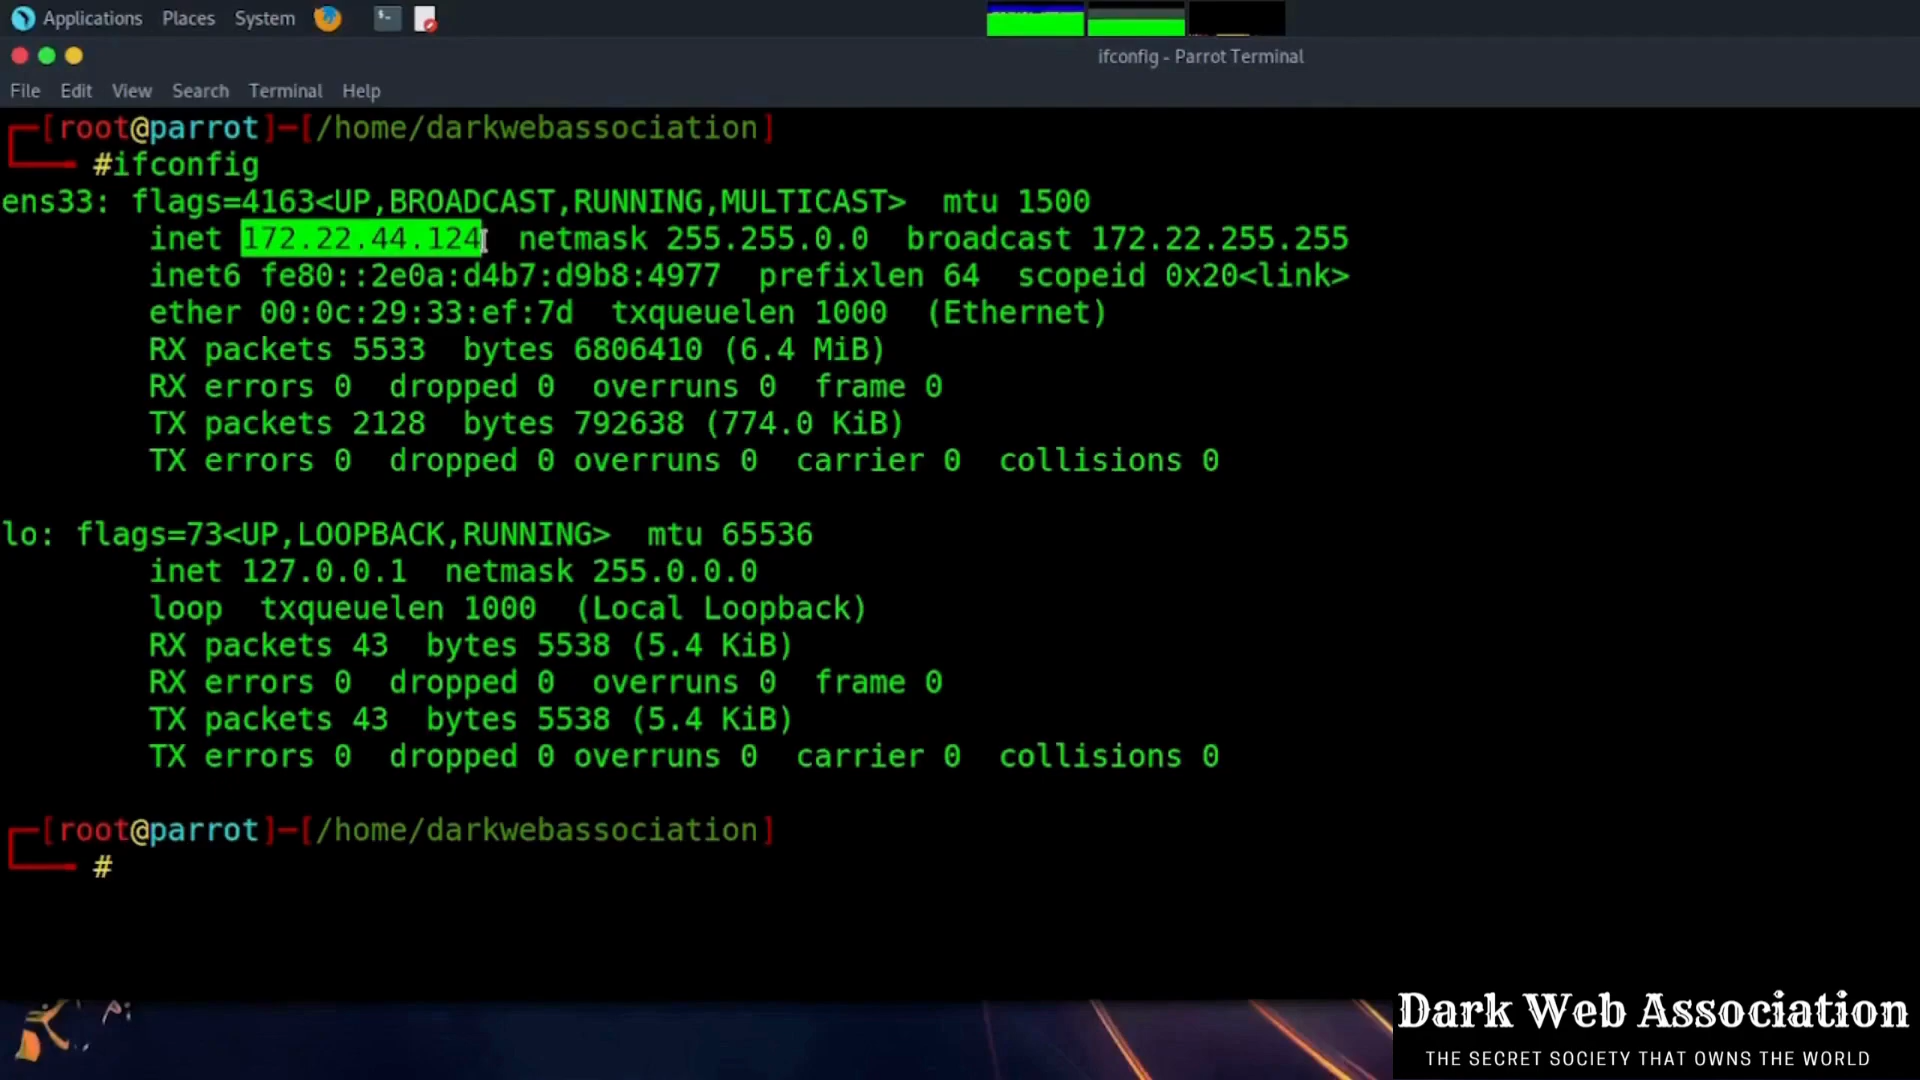 Applications Places System
ifconfig - Parrot Terminal
File Edit View Search Terminal Help
[root@parrot]-[/home/darkwebassociation]
#ifconfig
ens33: flags=4163<UP,BROADCAST,RUNNING,MULTICAST>  mtu 1500
inet 172.22.44.124  netmask 255.255.0.0  broadcast 172.22.255.255
inet6 fe80::2e0a:d4b7:d9b8:4977  prefixlen 64  scopeid 0x20<link>
ether 00:0c:29:33:ef:7d  txqueuelen 1000  (Ethernet)
RX packets 5533  bytes 6806410 (6.4 MiB)
RX errors 0  dropped 0  overruns 0  frame 0
TX packets 2128  bytes 792638 (774.0 KiB)
TX errors 0  dropped 0 overruns 0  carrier 0  collisions 0
lo: flags=73<UP,LOOPBACK,RUNNING>  mtu 65536
inet 127.0.0.1  netmask 255.0.0.0
loop  txqueuelen 1000  (Local Loopback)
RX packets 43  bytes 5538 (5.4 KiB)
RX errors 0  dropped 0  overruns 0  frame 0
TX packets 43  bytes 5538 (5.4 KiB)
TX errors 0  dropped 0 overruns 0  carrier 0  collisions 0
[root@parrot]-[/home/darkwebassociation]
#
Dark Web Association
THE SECRET SOCIETY THAT OWNS THE WORLD